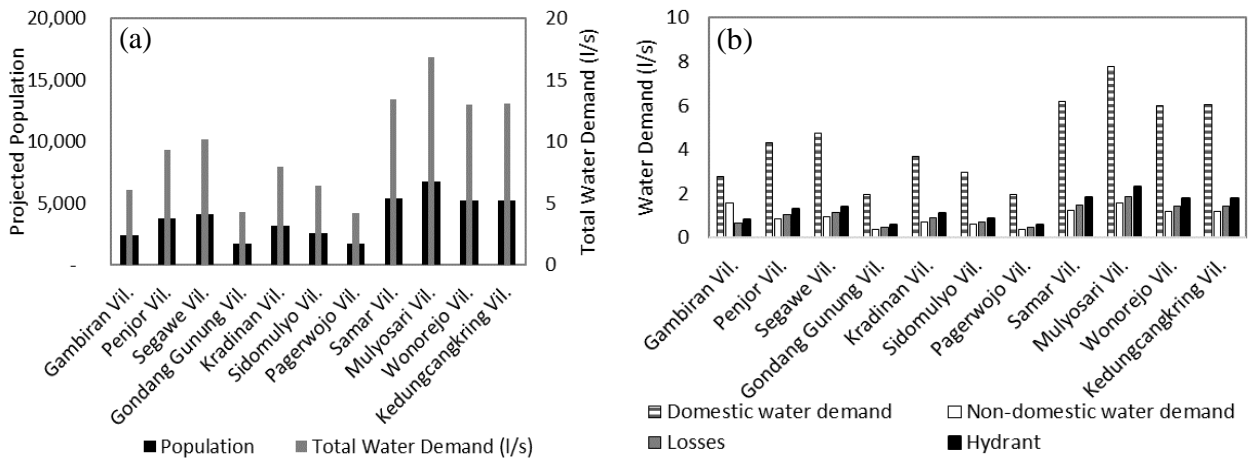 (a)
20,000
15,000
10,000
5,000
-
Projected Population
20
15
10
5
0
Total Water Demand (l/s)
Gambiran Vil.
Penjor Vil.
Segawe Vil.
Gondang Gunung Vil.
Kradinan Vil.
Sidomulyo Vil.
Pagerwojo Vil.
Samar Vil.
Mulyosari Vil.
Wonorejo Vil.
Kedungcangkring Vil.
Population
Total Water Demand (l/s)
(b)
10
8
6
4
2
0
Water Demand (l/s)
Gambiran Vil.
Penjor Vil.
Segawe Vil.
Gondang Gunung Vil.
Kradinan Vil.
Sidomulyo Vil.
Pagerwojo Vil.
Samar Vil.
Mulyosari Vil.
Wonorejo Vil.
Kedungcangkring Vil.
Domestic water demand
Non-domestic water demand
Losses
Hydrant